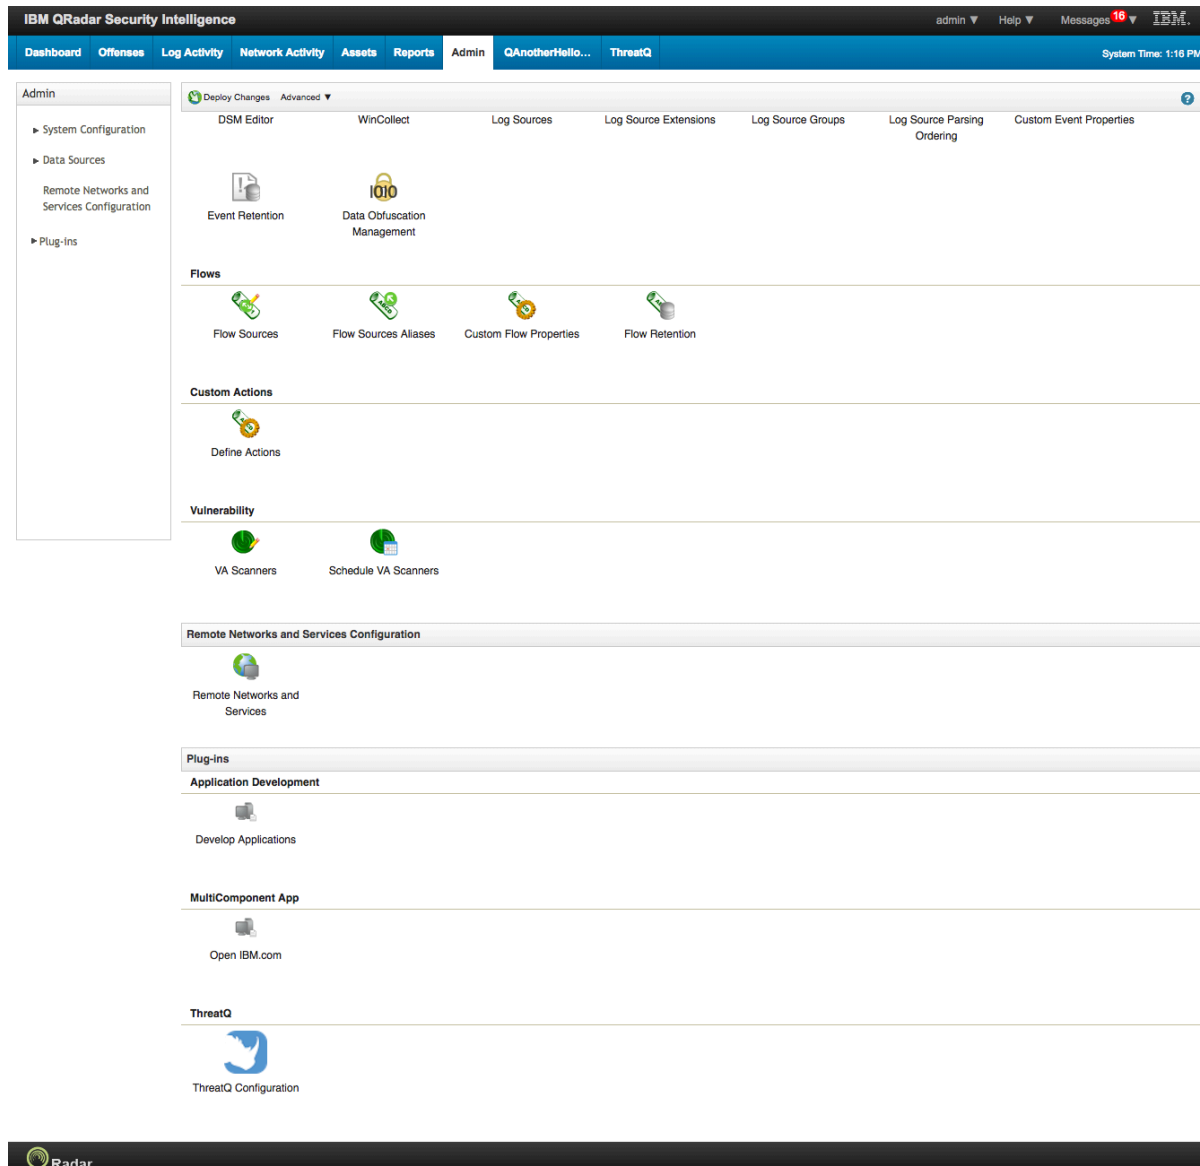 IBM QRadar Security Intelligence
admin ▼ Help ▼ Messages 16 ▼ IBM.
Dashboard Offenses Log Activity Network Activity Assets Reports Admin QAnotherHello... ThreatQ System Time: 1:16 PM
Admin
▶ System Configuration
▶ Data Sources
Remote Networks and
Services Configuration
▶ Plug-ins
Deploy Changes Advanced ▼ ?
DSM Editor WinCollect Log Sources Log Source Extensions Log Source Groups Log Source Parsing Custom Event Properties
Ordering
Event Retention Data Obfuscation
Management
Flows
Flow Sources Flow Sources Aliases Custom Flow Properties Flow Retention
Custom Actions
Define Actions
Vulnerability
VA Scanners Schedule VA Scanners
Remote Networks and Services Configuration
Remote Networks and
Services
Plug-ins
Application Development
Develop Applications
MultiComponent App
Open IBM.com
ThreatQ
ThreatQ Configuration
Radar